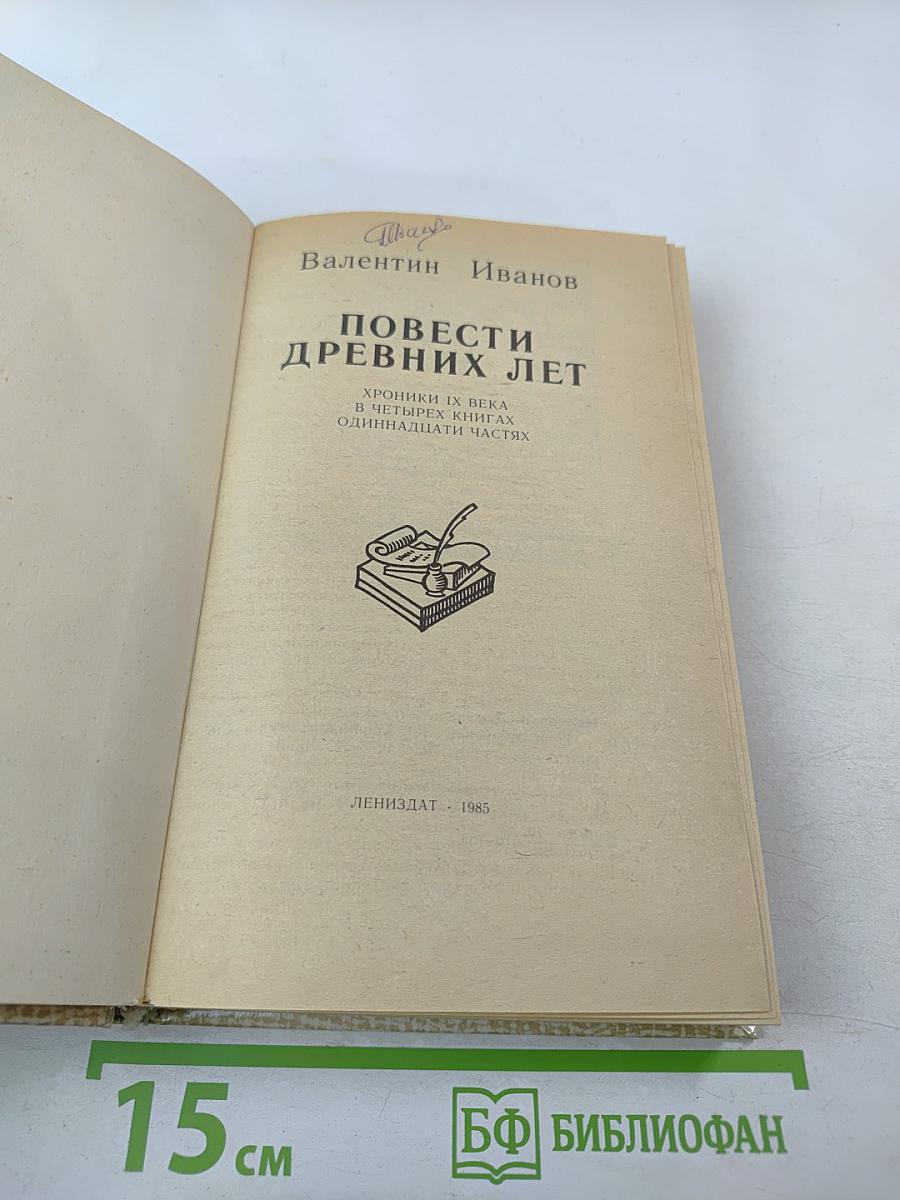 Валентин Иванов
ПОВЕСТИ
ДРЕВНИХ ЛЕТ
ХРОНИКИ IX ВЕКА
В ЧЕТЫРЕХ КНИГАХ
ОДИННАДЦАТИ ЧАСТЯХ
ЛЕНИЗДАТ · 1985
15 см
БФ БИБЛИОФАН